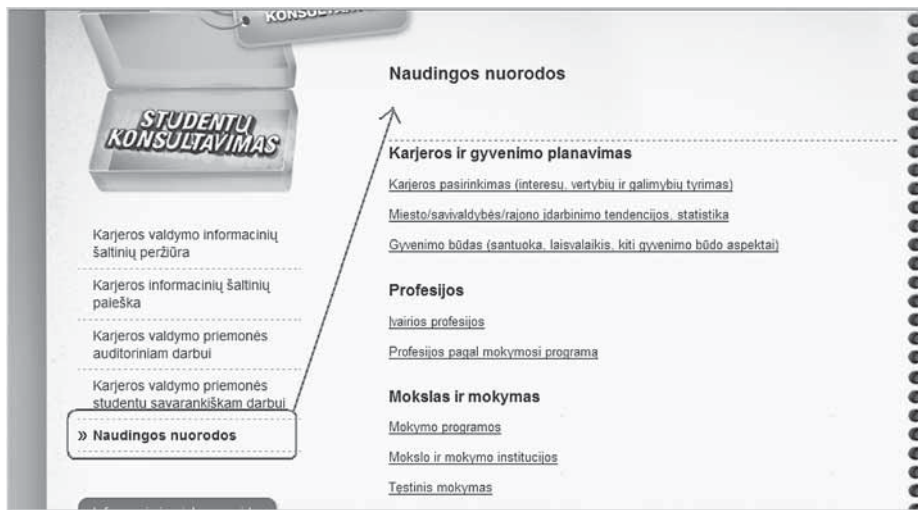 STUDENTŲ
KONSULTAVIMAS
Karjeros valdymo informacinių
šaltinių peržiūra
Karjeros informacinių šaltinių
paieška
Karjeros valdymo priemonės
auditoriniam darbui
Karjeros valdymo priemonės
studentu savarankiškam darbui
» Naudingos nuorodos
Naudingos nuorodos
Karjeros ir gyvenimo planavimas
Karjeros pasirinkimas (interesų, vertybių ir galimybių tyrimas)
Miesto/savivaldybės/rajono įdarbinimo tendencijos, statistika
Gyvenimo būdas (santuoka, laisvalaikis, kiti gyvenimo būdo aspektai)
Profesijos
Įvairios profesijos
Profesijos pagal mokymosi programa
Mokslas ir mokymas
Mokymo programos
Mokslo ir mokymo institucijos
Tęstinis mokymas